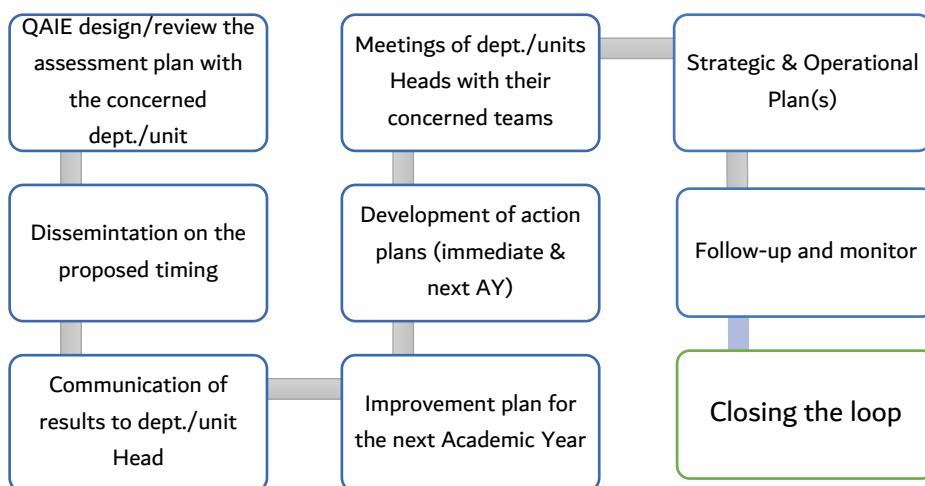 QAIE design/review the
assessment plan with
the concerned
dept./unit
Dissemintation on the
proposed timing
Communication of
results to dept./unit
Head
Improvement plan for
the next Academic Year
Development of action
plans (immediate &
next AY)
Meetings of dept./units
Heads with their
concerned teams
Strategic & Operational
Plan(s)
Follow-up and monitor
Closing the loop